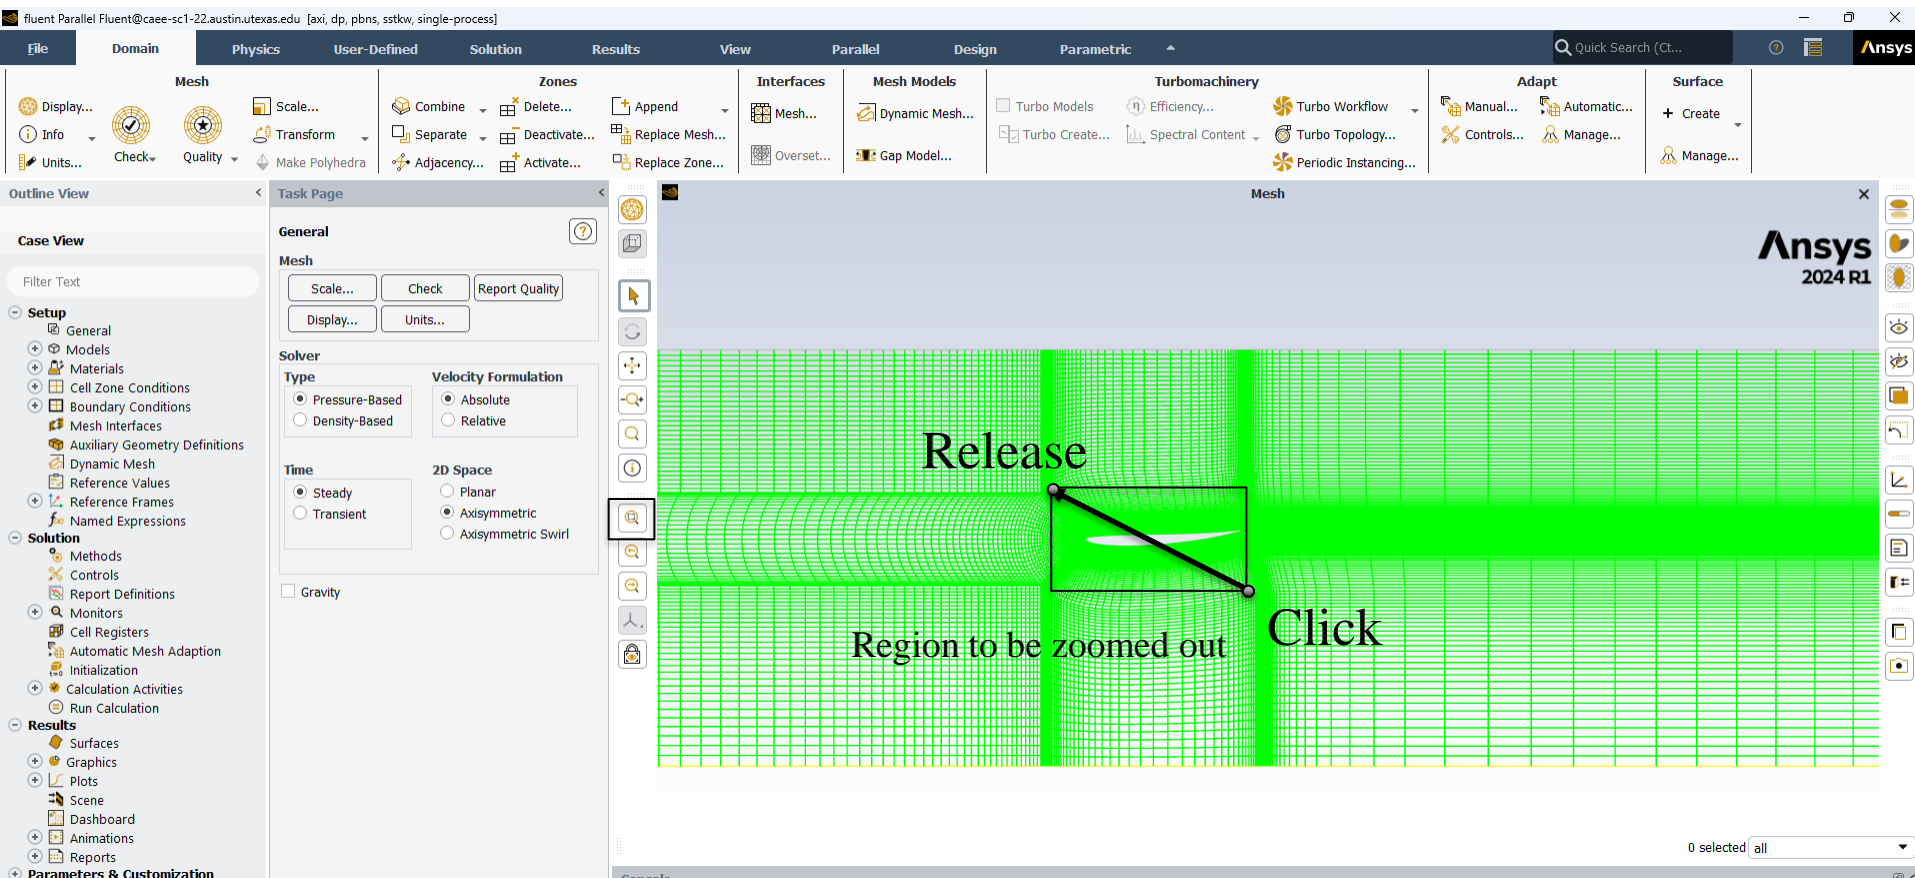 fluent Parallel Fluent@caee-sc1-22.austin.utexas.edu [axi, dp, pbns, sstkw, single-process]
File Domain Physics User-Defined Solution Results View Parallel Design Parametric Quick Search (Ct... Ansys
Mesh Zones Interfaces Mesh Models Turbomachinery Adapt Surface
Display... Scale... Combine Delete... Append Mesh... Dynamic Mesh... Turbo Models Efficiency... Turbo Workflow Manual... Automatic... Create
Info Transform Separate Deactivate... Replace Mesh... Turbo Create... Spectral Content Turbo Topology... Controls... Manage...
Units... Check Quality Make Polyhedra Adjacency... Activate... Replace Zone... Overset... Gap Model... Periodic Instancing... Manage...
Outline View
Case View
Filter Text
Setup
General
Models
Materials
Cell Zone Conditions
Boundary Conditions
Mesh Interfaces
Auxiliary Geometry Definitions
Dynamic Mesh
Reference Values
Reference Frames
Named Expressions
Solution
Methods
Controls
Report Definitions
Monitors
Cell Registers
Automatic Mesh Adaption
Initialization
Calculation Activities
Run Calculation
Results
Surfaces
Graphics
Plots
Scene
Dashboard
Animations
Reports
Parameters & Customization
Task Page
General
Mesh
Scale... Check Report Quality
Display... Units...
Solver
Type Velocity Formulation
Pressure-Based Absolute
Density-Based Relative
Time 2D Space
Steady Planar
Transient Axisymmetric
Axisymmetric Swirl
Gravity
Mesh
Ansys
2024 R1
Release
Click
Region to be zoomed out
0 selected all
Console